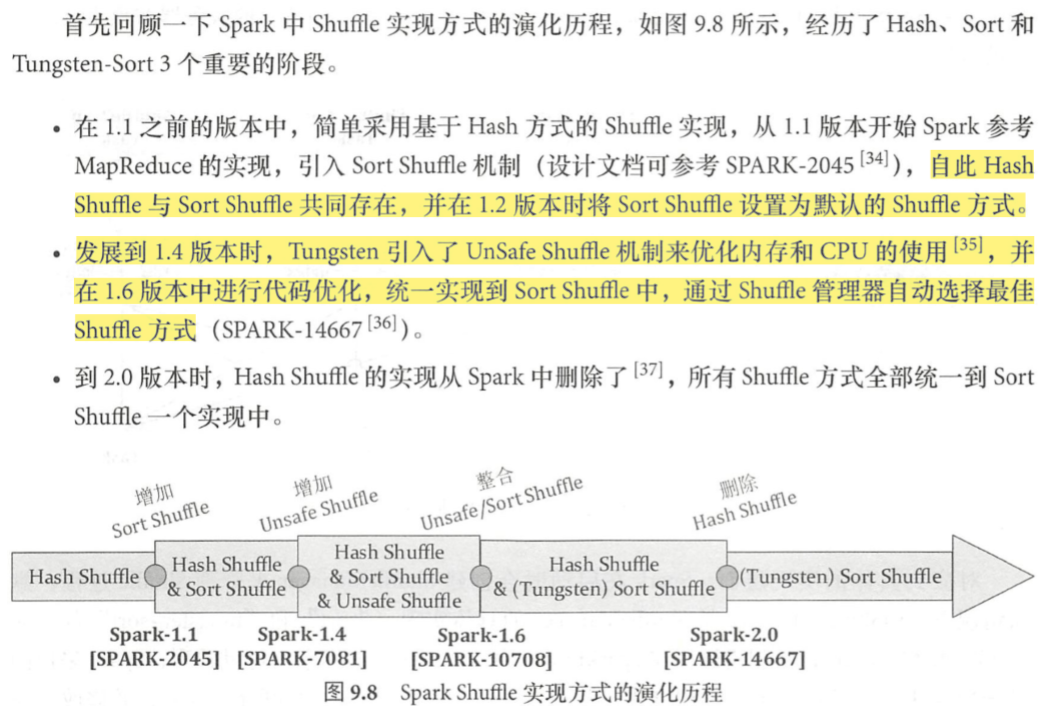 首先回顾一下 Spark 中 Shuffle 实现方式的演化历程，如图 9.8 所示，经历了 Hash、Sort 和
Tungsten-Sort 3 个重要的阶段。
• 在 1.1 之前的版本中，简单采用基于 Hash 方式的 Shuffle 实现，从 1.1 版本开始 Spark 参考
MapReduce 的实现，引入 Sort Shuffle 机制（设计文档可参考 SPARK-2045 [34]），自此 Hash
Shuffle 与 Sort Shuffle 共同存在，并在 1.2 版本时将 Sort Shuffle 设置为默认的 Shuffle 方式。
• 发展到 1.4 版本时，Tungsten 引入了 UnSafe Shuffle 机制来优化内存和 CPU 的使用 [35]，并
在 1.6 版本中进行代码优化，统一实现到 Sort Shuffle 中，通过 Shuffle 管理器自动选择最佳
Shuffle 方式（SPARK-14667 [36]）。
• 到 2.0 版本时，Hash Shuffle 的实现从 Spark 中删除了 [37]，所有 Shuffle 方式全部统一到 Sort
Shuffle 一个实现中。
增加
Sort Shuffle
增加
Unsafe Shuffle
整合
Unsafe/Sort Shuffle
删除
Hash Shuffle
Hash Shuffle
Hash Shuffle
& Sort Shuffle
Hash Shuffle
& Sort Shuffle
& Unsafe Shuffle
Hash Shuffle
& (Tungsten) Sort Shuffle
(Tungsten) Sort Shuffle
Spark-1.1
[SPARK-2045]
Spark-1.4
[SPARK-7081]
Spark-1.6
[SPARK-10708]
Spark-2.0
[SPARK-14667]
图 9.8 Spark Shuffle 实现方式的演化历程